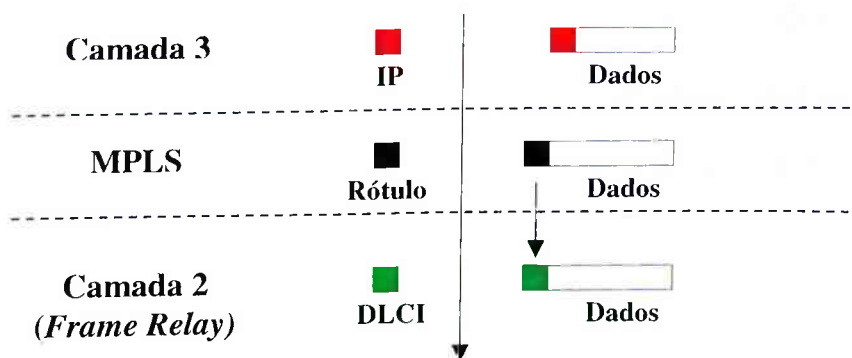 Camada 3
IP
Dados
MPLS
Rótulo
Dados
Camada 2
(Frame Relay)
DLCI
Dados